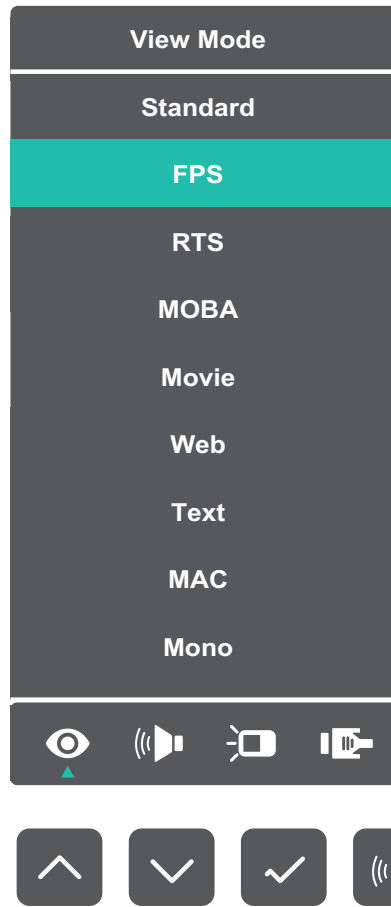 View Mode
Standard
FPS
RTS
MOBA
Movie
Web
Text
MAC
Mono